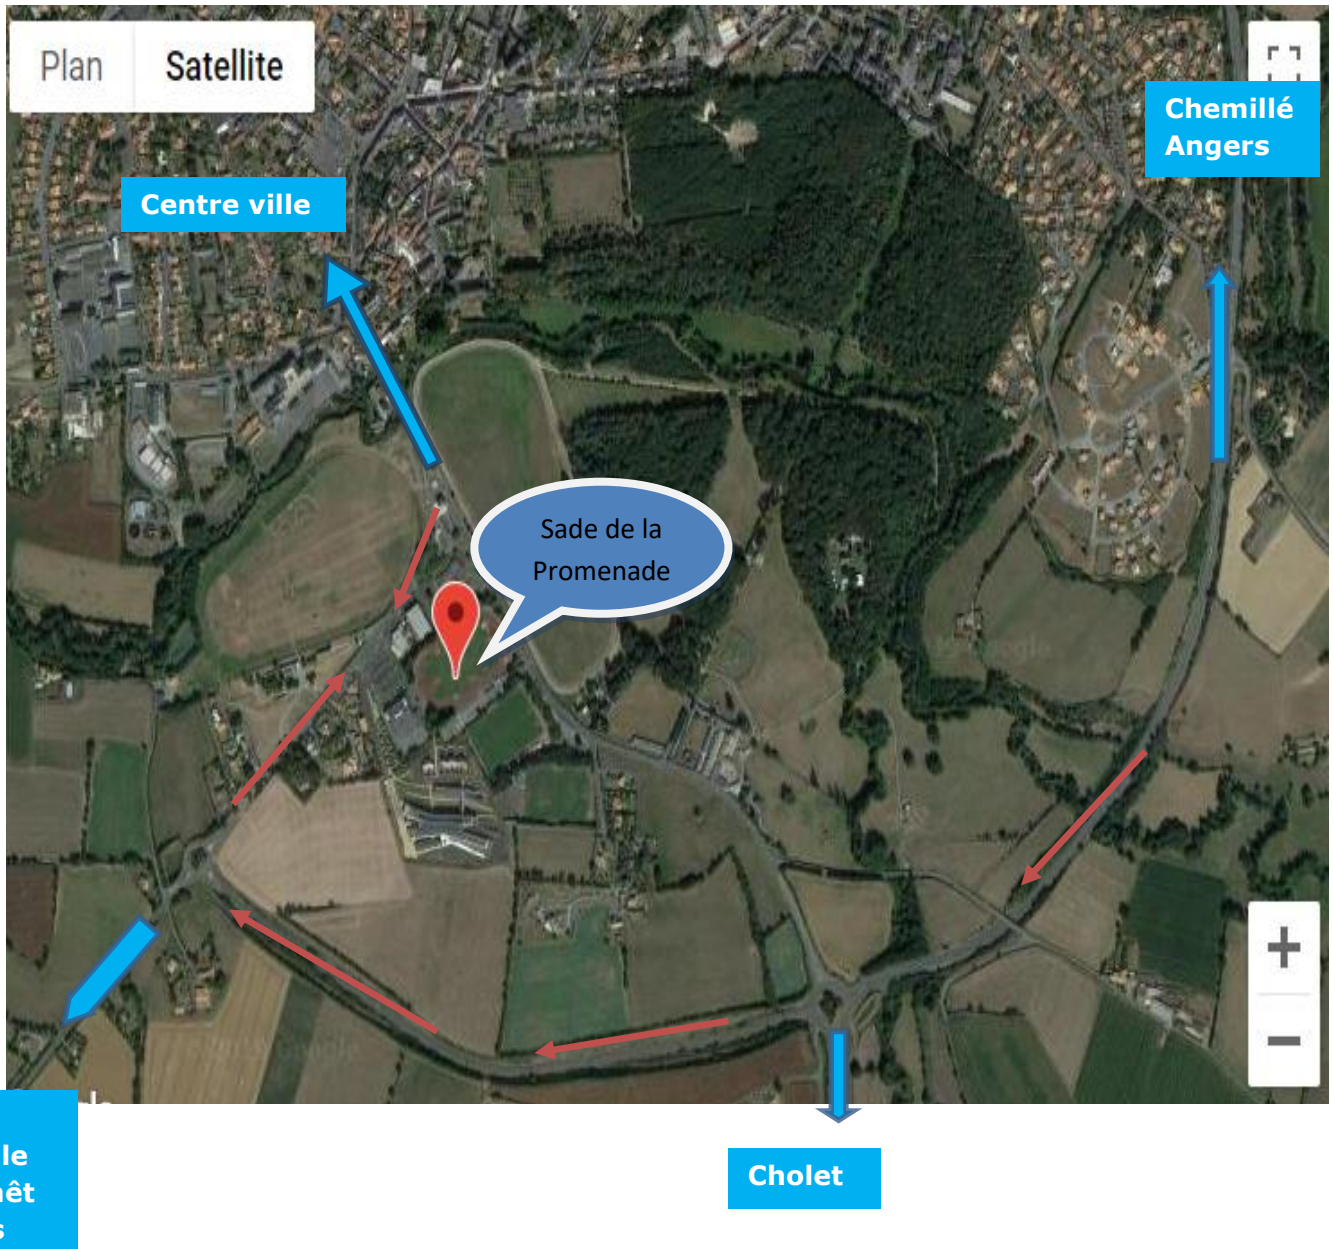 Plan Satellite
Chemillé
Angers
Centre ville
Sade de la
Promenade
Cholet